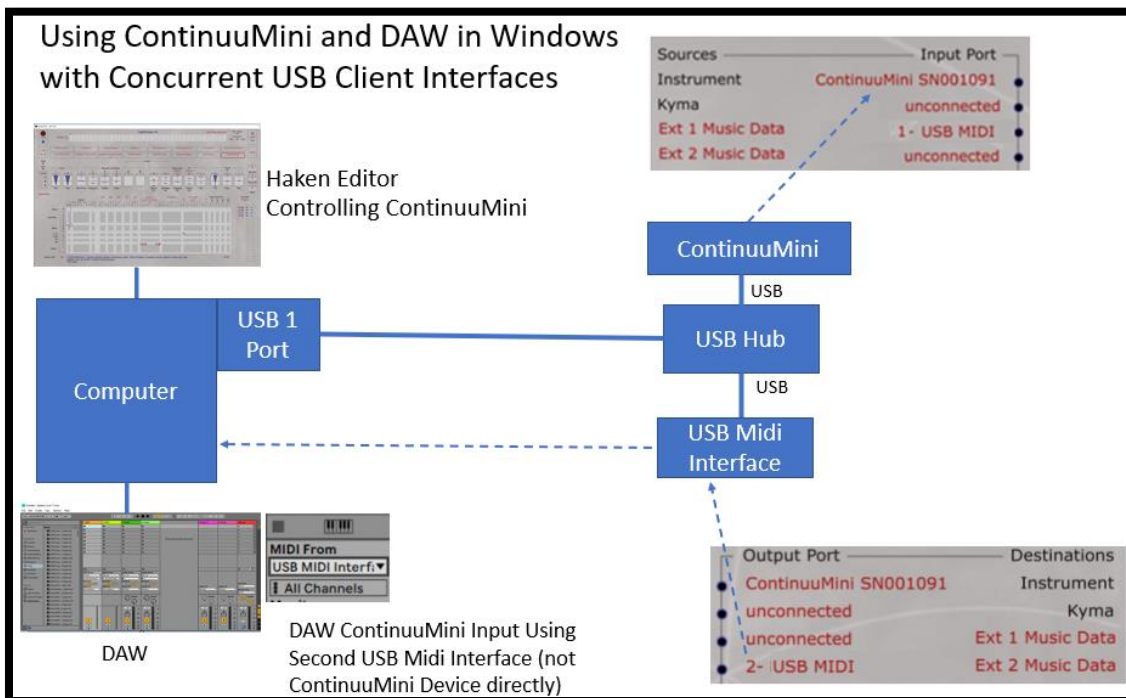 Using ContinuuMini and DAW in Windows
with Concurrent USB Client Interfaces
Sources Input Port
Instrument ContinuuMini SN001091
Kyma unconnected
Ext 1 Music Data 1- USB MIDI
Ext 2 Music Data unconnected
Haken Editor
Controlling ContinuuMini
ContinuuMini
USB
USB 1
Port
USB Hub
Computer
USB
USB Midi
Interface
MIDI From
USB MIDI Interf
All Channels
DAW
DAW ContinuuMini Input Using
Second USB Midi Interface (not
ContinuuMini Device directly)
Output Port Destinations
ContinuuMini SN001091 Instrument
unconnected Kyma
unconnected Ext 1 Music Data
2- USB MIDI Ext 2 Music Data